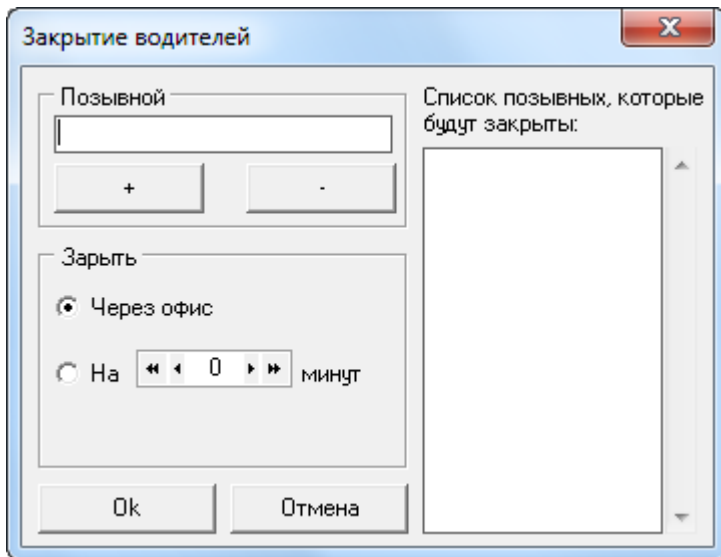 Закрытие водителей
Позывной
+
-
Зарыть
Через офис
На 0 минут
Ok
Отмена
Список позывных, которые
будут закрыты: